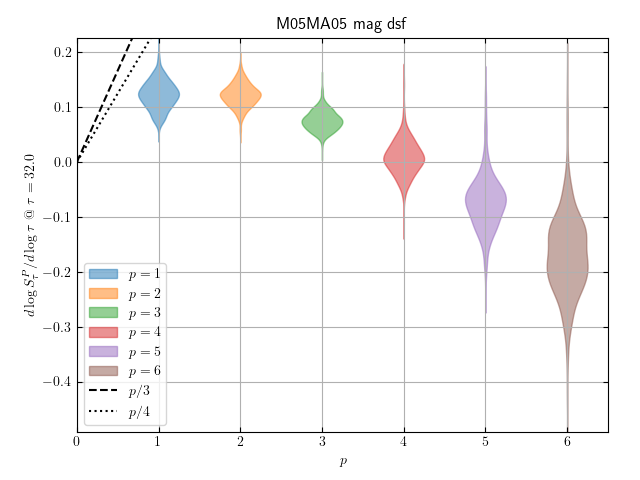 M05MA05 mag dsf
d log S_τ^P / d log τ @ τ = 32.0
0.2
0.1
0.0
−0.1
−0.2
−0.3
−0.4
p = 1
p = 2
p = 3
p = 4
p = 5
p = 6
p/3
p/4
0 1 2 3 4 5 6
p